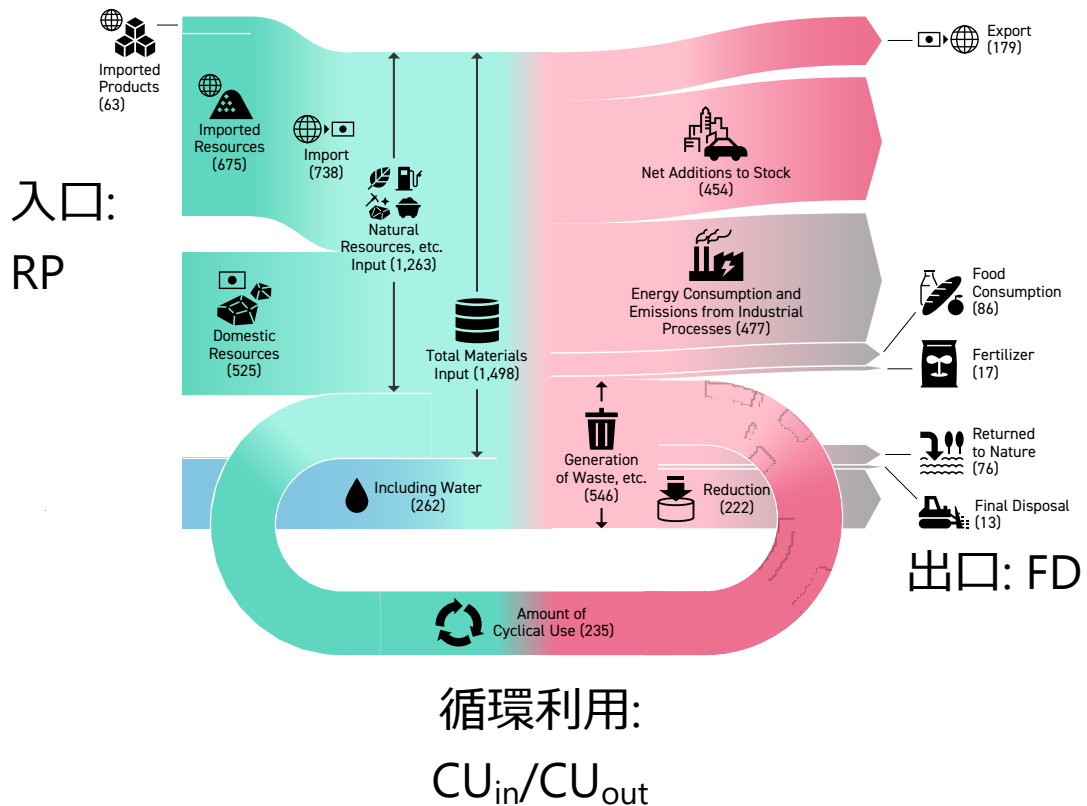 Imported
Products
(63)
Imported
Resources
(675)
Import
(738)
Natural
Resources, etc.
Input (1,263)
入口:
RP
Domestic
Resources
(525)
Total Materials
Input (1,498)
Including Water
(262)
Export
(179)
Net Additions to Stock
(454)
Energy Consumption and
Emissions from Industrial
Processes (477)
Food
Consumption
(86)
Fertilizer
(17)
Generation
of Waste, etc.
(546)
Reduction
(222)
Returned
to Nature
(76)
Final Disposal
(13)
出口: FD
Amount of
Cyclical Use (235)
循環利用:
CUin/CUout